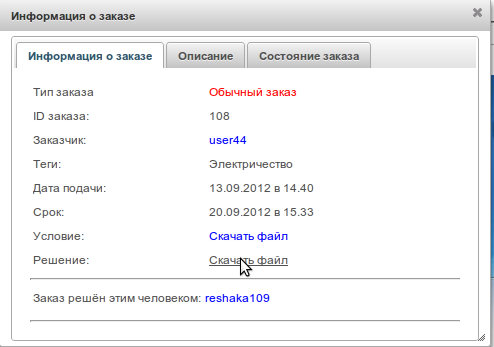 Информация о заказе
Информация о заказе Описание Состояние заказа
Тип заказа Обычный заказ
ID заказа: 108
Заказчик: user44
Теги: Электричество
Дата подачи: 13.09.2012 в 14.40
Срок: 20.09.2012 в 15.33
Условие: Скачать файл
Решение: Скачать файл
Заказ решён этим человеком: reshaka109